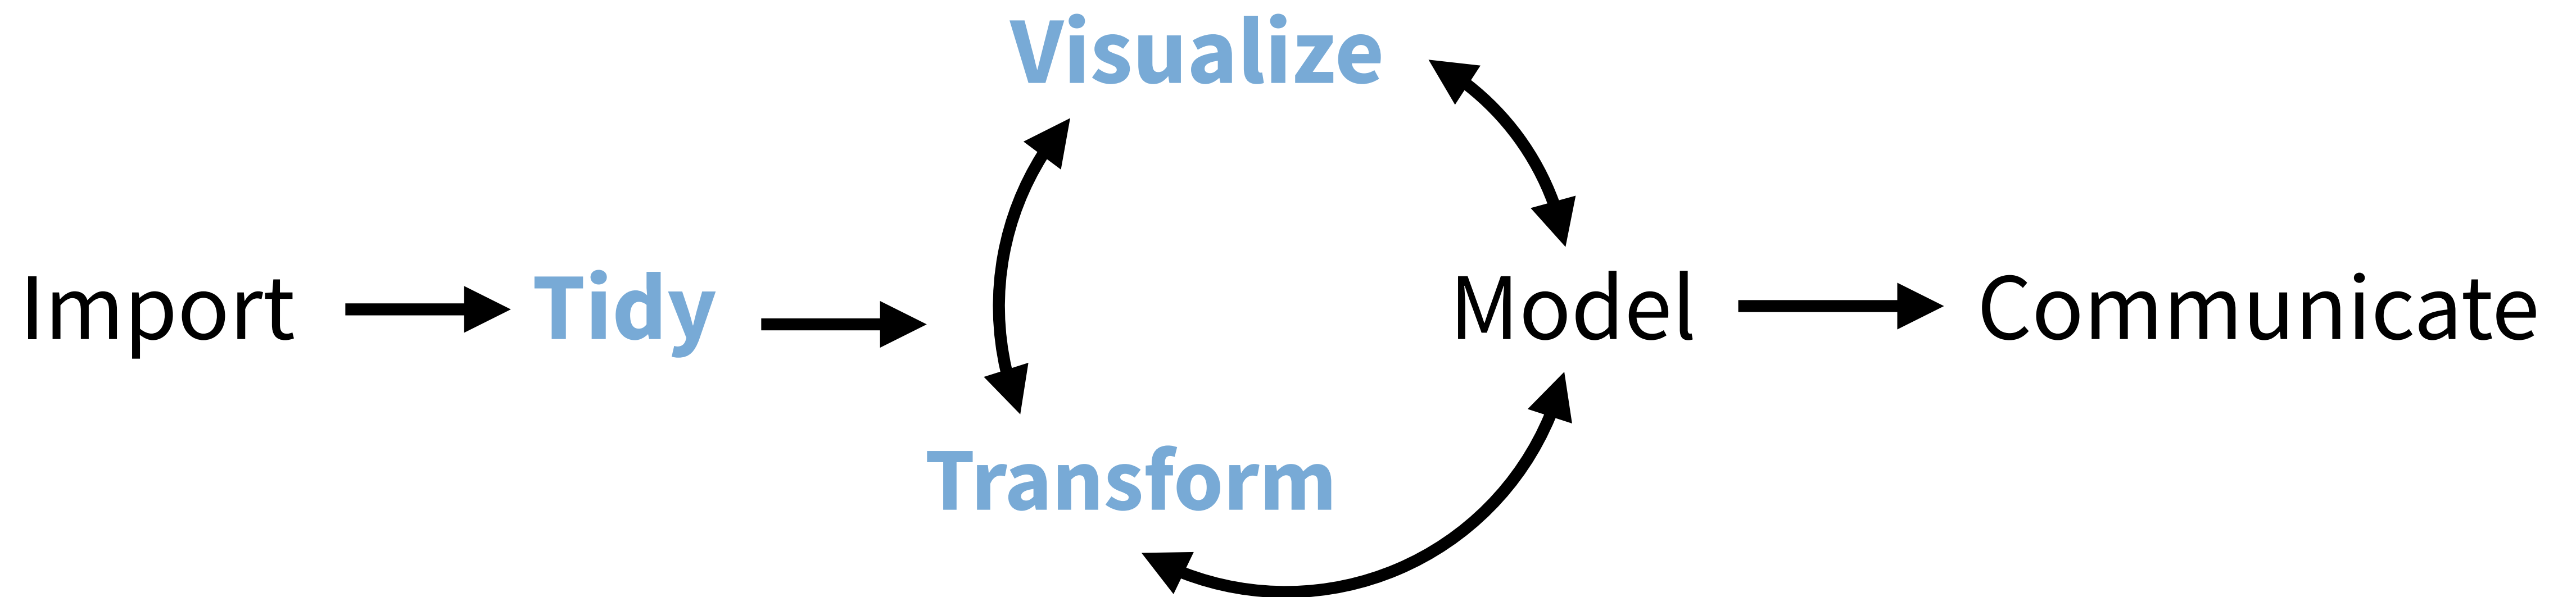 Visualize
Import
Tidy
Model
Communicate
Transform